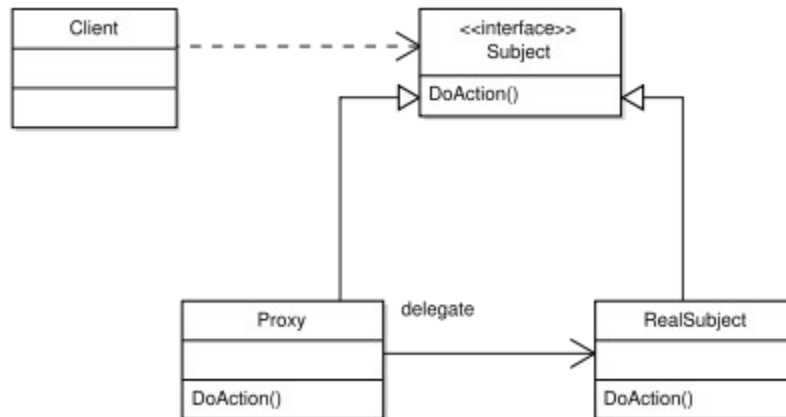 Client
<<interface>>
Subject
DoAction()
delegate
Proxy
RealSubject
DoAction()
DoAction()